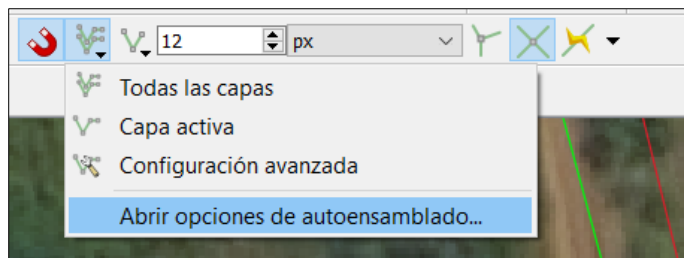 12 px
Todas las capas
Capa activa
Configuración avanzada
Abrir opciones de autoensamblado...